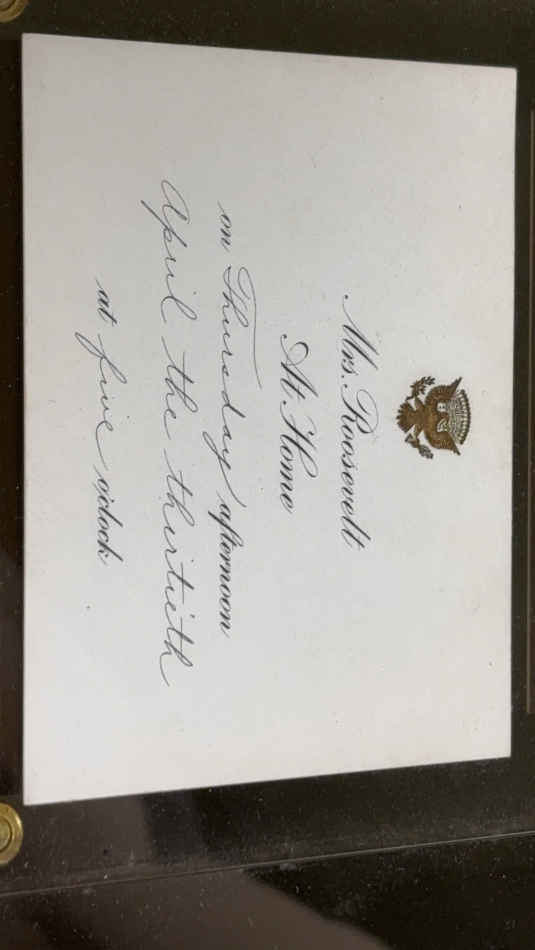 Mrs. Roosevelt
At Home
on Thursday afternoon
April the thirtieth
at five o'clock